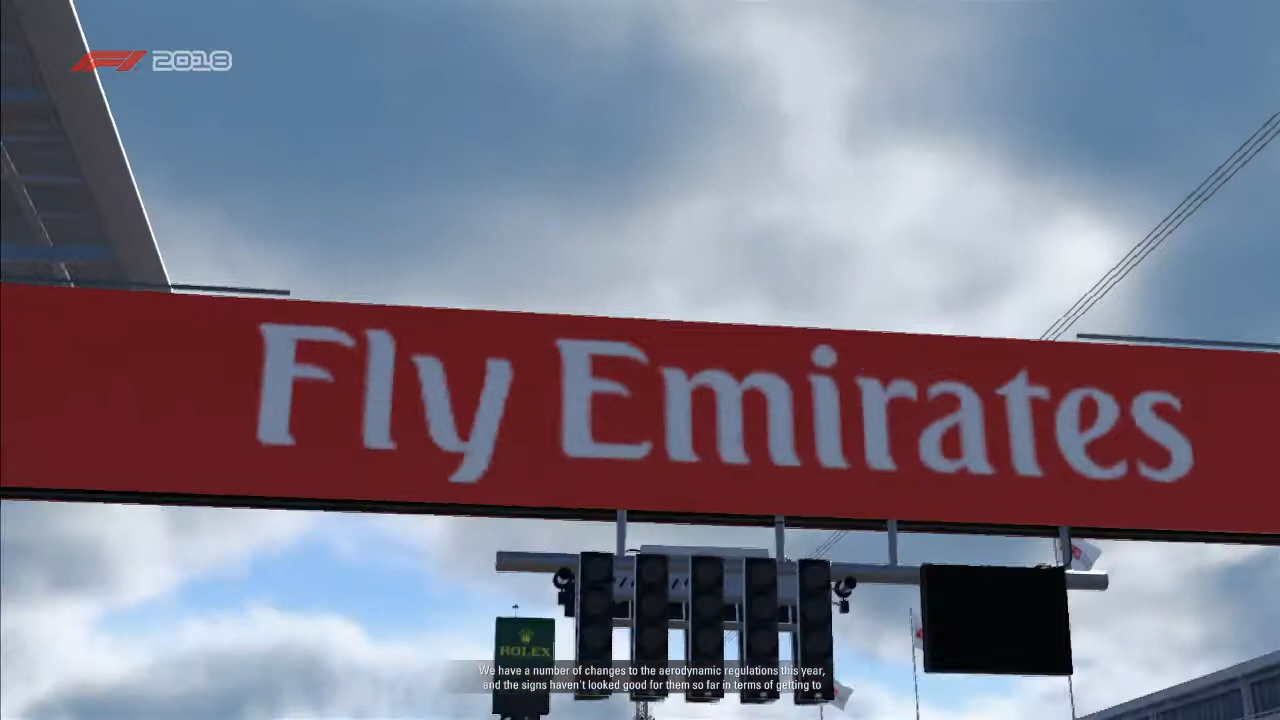 F1 2018
Fly Emirates
ROLEX
We have a number of changes to the aerodynamic regulations this year,
and the signs haven't looked good for them so far in terms of getting to